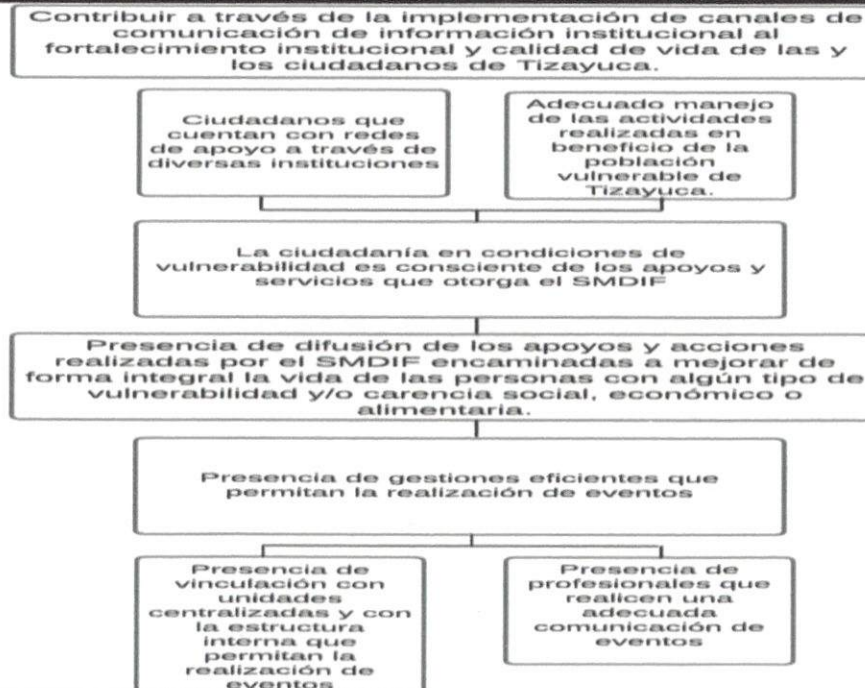 Contribuir a través de la implementación de canales de
comunicación de información institucional al
fortalecimiento institucional y calidad de vida de las y
los ciudadanos de Tizayuca.
Ciudadanos que
cuentan con redes
de apoyo a través de
diversas instituciones
Adecuado manejo
de las actividades
realizadas en
beneficio de la
población
vulnerable de
Tizayuca.
La ciudadanía en condiciones de
vulnerabilidad es consciente de los apoyos y
servicios que otorga el SMDIF
Presencia de difusión de los apoyos y acciones
realizadas por el SMDIF encaminadas a mejorar de
forma integral la vida de las personas con algún tipo de
vulnerabilidad y/o carencia social, económico o
alimentaria.
Presencia de gestiones eficientes que
permitan la realización de eventos
Presencia de
vinculación con
unidades
centralizadas y con
la estructura
interna que
permitan la
realización de
eventos
Presencia de
profesionales que
realicen una
adecuada
comunicación de
eventos